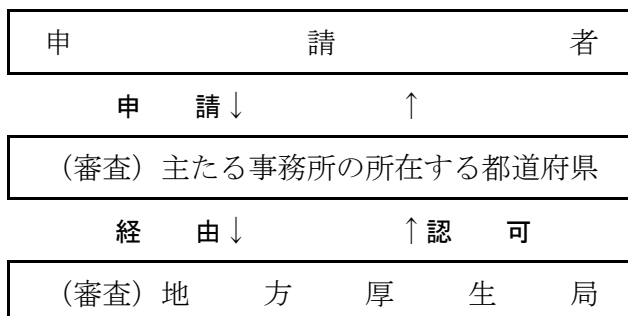 申請者
申請↓ ↑
（審査）主たる事務所の所在する都道府県
経由↓ ↑認可
（審査）地方厚生局